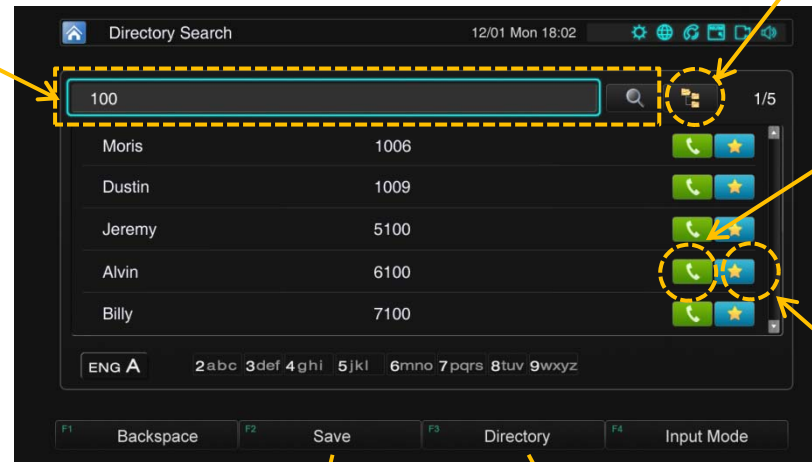 Directory Search 12/01 Mon 18:02
100 1/5
Moris 1006
Dustin 1009
Jeremy 5100
Alvin 6100
Billy 7100
ENG A 2abc 3def 4ghi 5jkl 6mno 7pqrs 8tuv 9wxyz
F1 Backspace F2 Save F3 Directory F4 Input Mode